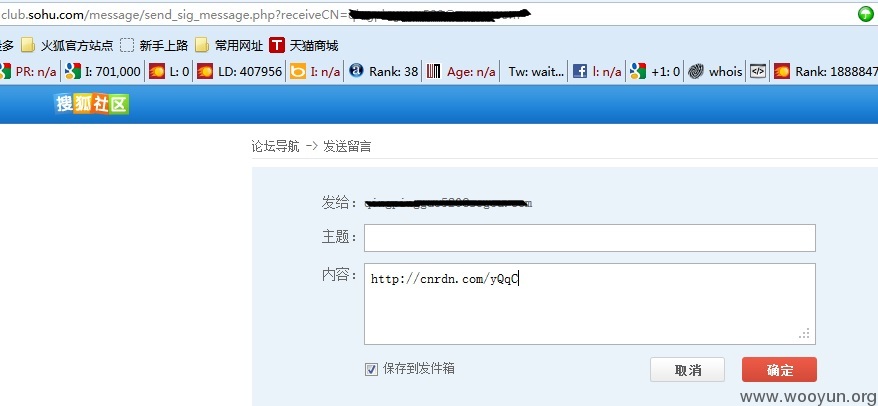 club.sohu.com/message/send_sig_message.php?receiveCN=
多 火狐官方站点 新手上路 常用网址 T 天猫商城
PR: n/a I: 701,000 L: 0 LD: 407956 I: n/a Rank: 38 Age: n/a Tw: wait... l: n/a +1: 0 whois Rank: 1888847
搜狐社区
论坛导航 -> 发送留言
发给:
主题:
内容: http://cnrdn.com/yQqC
保存到发件箱 取消 确定
www.wooyun.org